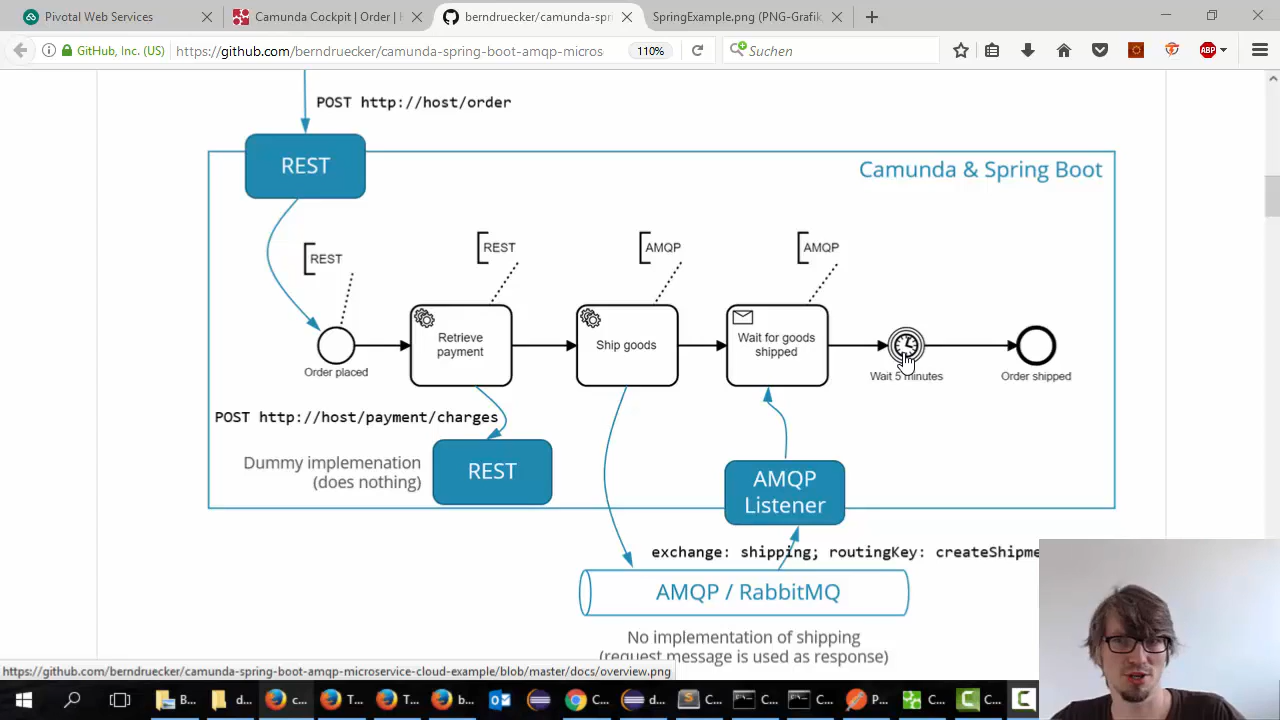 Pivotal Web Services
Camunda Cockpit | Order |
berndruecker/camunda-spr
SpringExample.png (PNG-Grafik
GitHub, Inc. (US)
https://github.com/berndruecker/camunda-spring-boot-amqp-micros
110%
Suchen
ABP
POST http://host/order
REST
Camunda & Spring Boot
REST
REST
AMQP
AMQP
Retrieve
payment
Ship goods
Wait for goods
shipped
Order placed
Wait 5 minutes
Order shipped
POST http://host/payment/charges
Dummy implemenation
(does nothing)
REST
AMQP
Listener
exchange: shipping; routingKey: createShipme
AMQP / RabbitMQ
No implementation of shipping
(request message is used as response)
https://github.com/berndruecker/camunda-spring-boot-amqp-microservice-cloud-example/blob/master/docs/overview.png
B...
d...
c...
T...
T...
b...
C...
d...
C...
C...
C...
P...
C...
C...